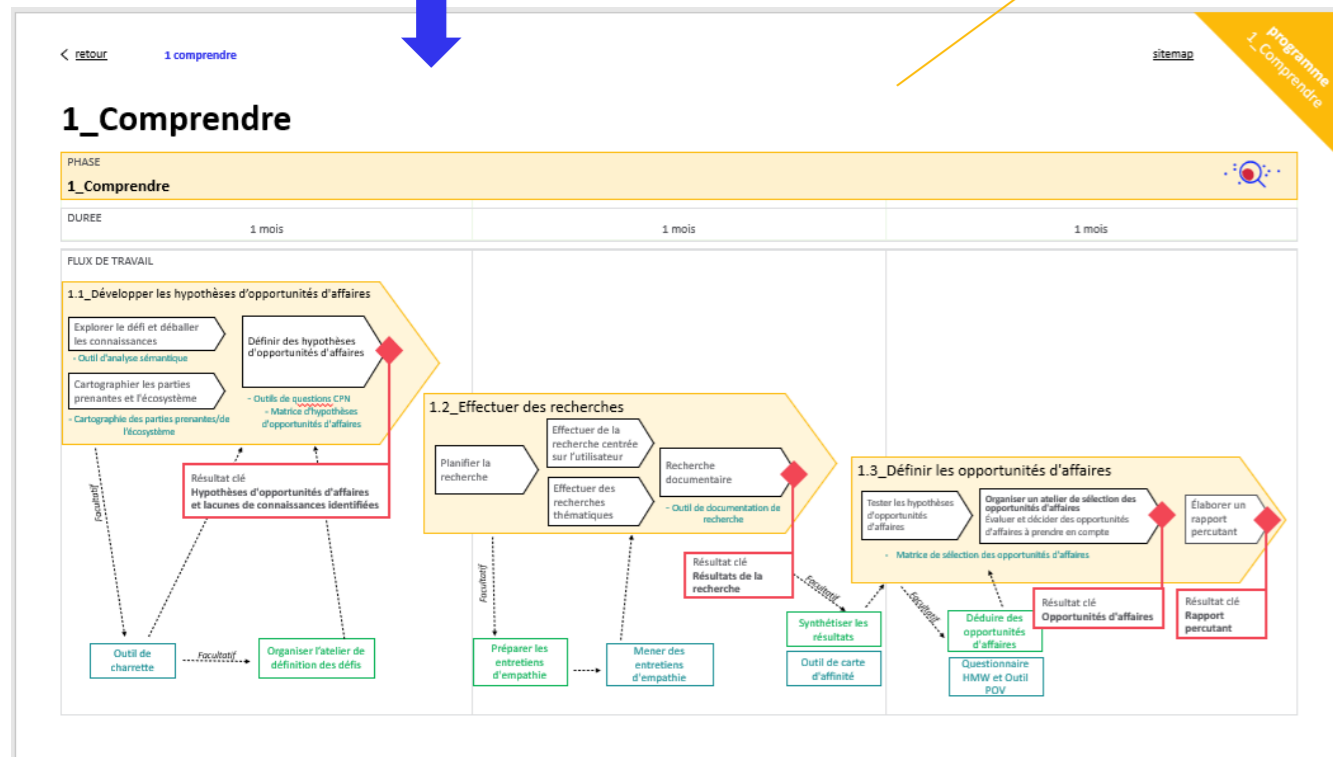 retour
1 comprendre
sitemap
programme
1_Comprendre
1_Comprendre
PHASE
1_Comprendre
DUREE
1 mois
1 mois
1 mois
FLUX DE TRAVAIL
1.1_Développer les hypothèses d'opportunités d'affaires
Explorer le défi et déballer
les connaissances
- Outil d'analyse sémantique
Cartographier les parties
prenantes et l'écosystème
- Cartographie des parties prenantes/de
l'écosystème
Définir des hypothèses
d'opportunités d'affaires
- Outils de questions CPN
- Matrice d'hypothèses
d'opportunités d'affaires
Résultat clé
Hypothèses d'opportunités d'affaires
et lacunes de connaissances identifiées
Facultatif
Outil de
charrette
Facultatif
Organiser l'atelier de
définition des défis
1.2_Effectuer des recherches
Planifier la
recherche
Effectuer de la
recherche centrée
sur l'utilisateur
Effectuer des
recherches
thématiques
Recherche
documentaire
- Outil de documentation de
recherche
Résultat clé
Résultats de la
recherche
Facultatif
Préparer les
entretiens
d'empathie
Mener des
entretiens
d'empathie
Facultatif
Synthétiser les
résultats
Outil de carte
d'affinité
1.3_Définir les opportunités d'affaires
Tester les hypothèses
d'opportunités
d'affaires
Organiser un atelier de sélection des
opportunités d'affaires
Évaluer et décider des opportunités
d'affaires à prendre en compte
Élaborer un
rapport
percutant
- Matrice de sélection des opportunités d'affaires
Facultatif
Déduire des
opportunités
d'affaires
Questionnaire
HMW et Outil
POV
Résultat clé
Opportunités d'affaires
Résultat clé
Rapport
percutant